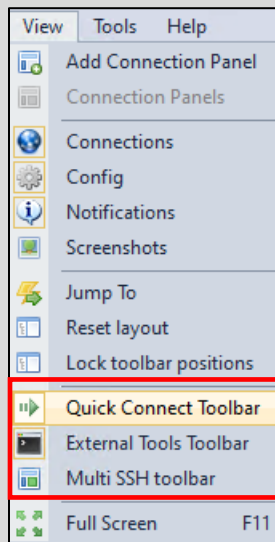 View Tools Help
Add Connection Panel
Connection Panels
Connections
Config
Notifications
Screenshots
Jump To
Reset layout
Lock toolbar positions
Quick Connect Toolbar
External Tools Toolbar
Multi SSH toolbar
Full Screen F11